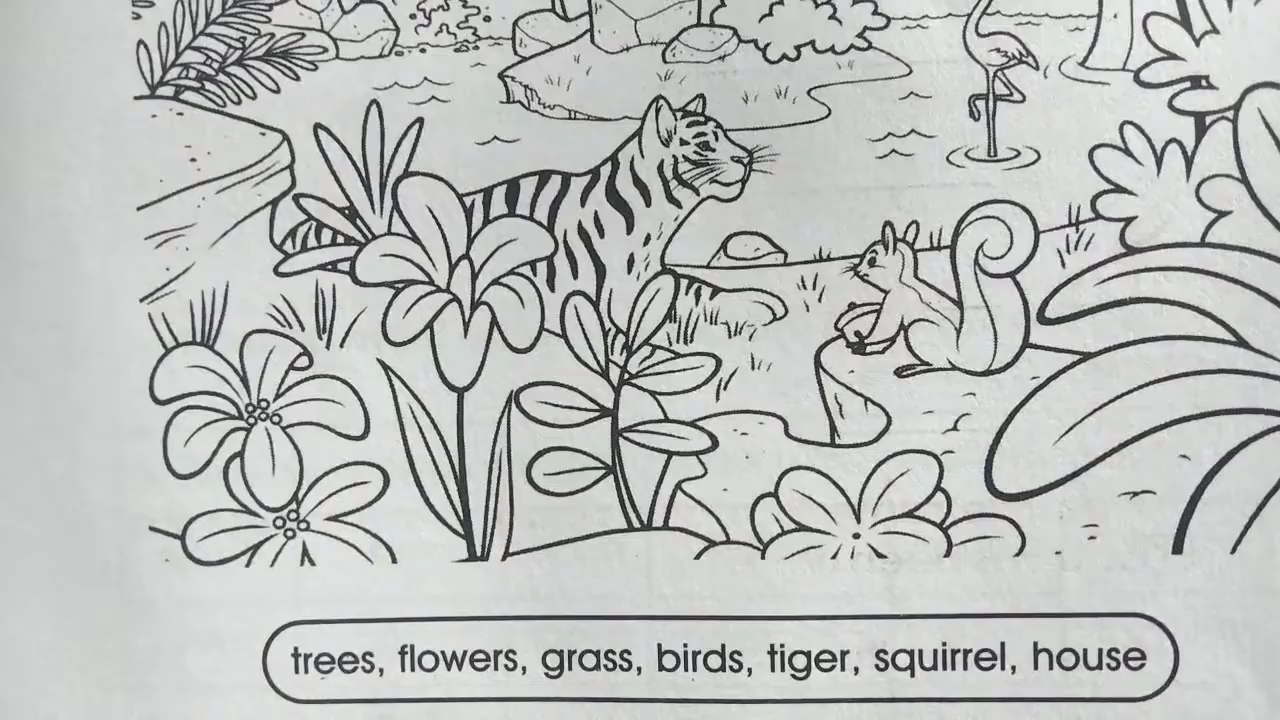 trees, flowers, grass, birds, tiger, squirrel, house